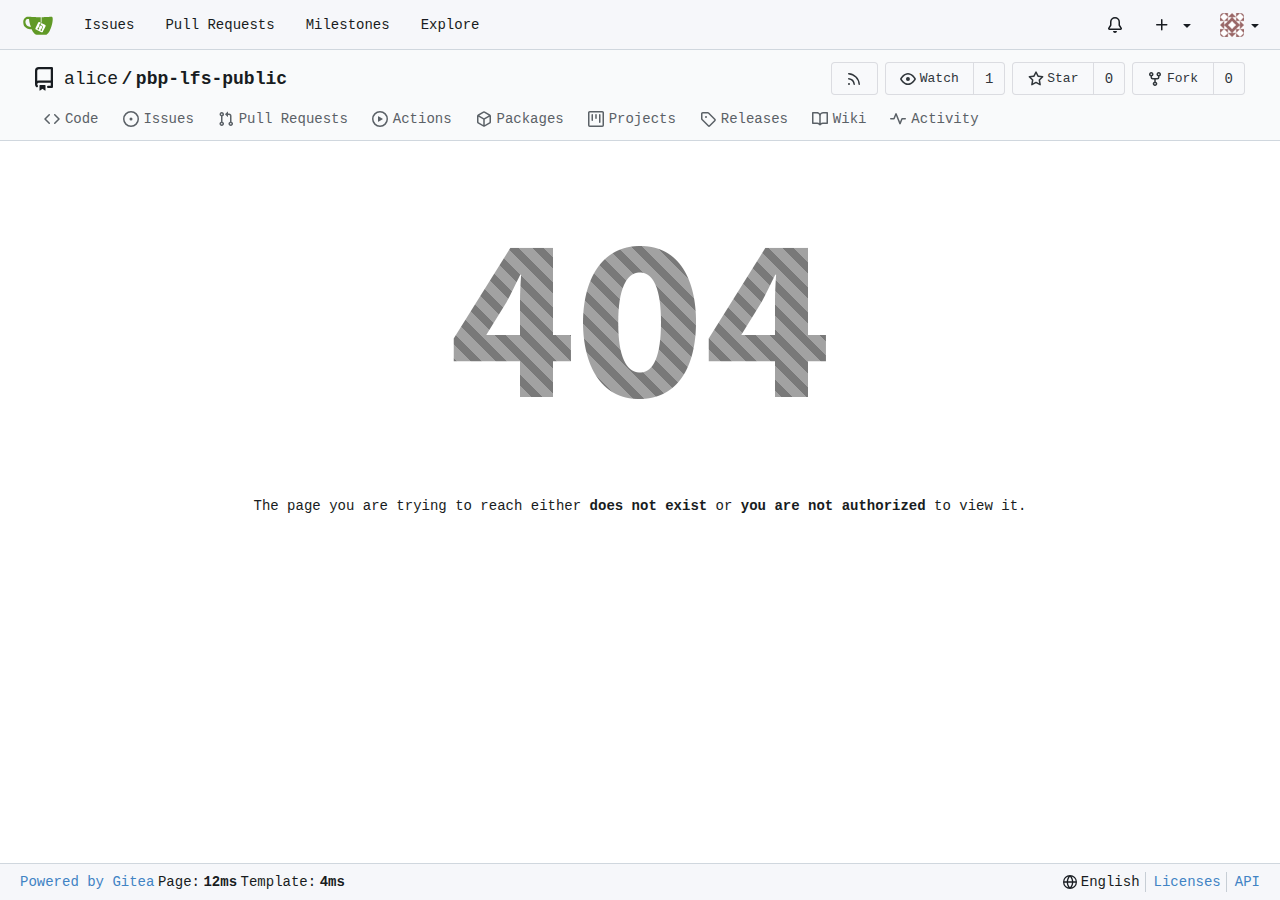 Issues Pull Requests Milestones Explore
alice / pbp-lfs-public Watch 1 Star 0 Fork 0
Code Issues Pull Requests Actions Packages Projects Releases Wiki Activity
404
The page you are trying to reach either does not exist or you are not authorized to view it.
Powered by Gitea Page: 12ms Template: 4ms English Licenses API